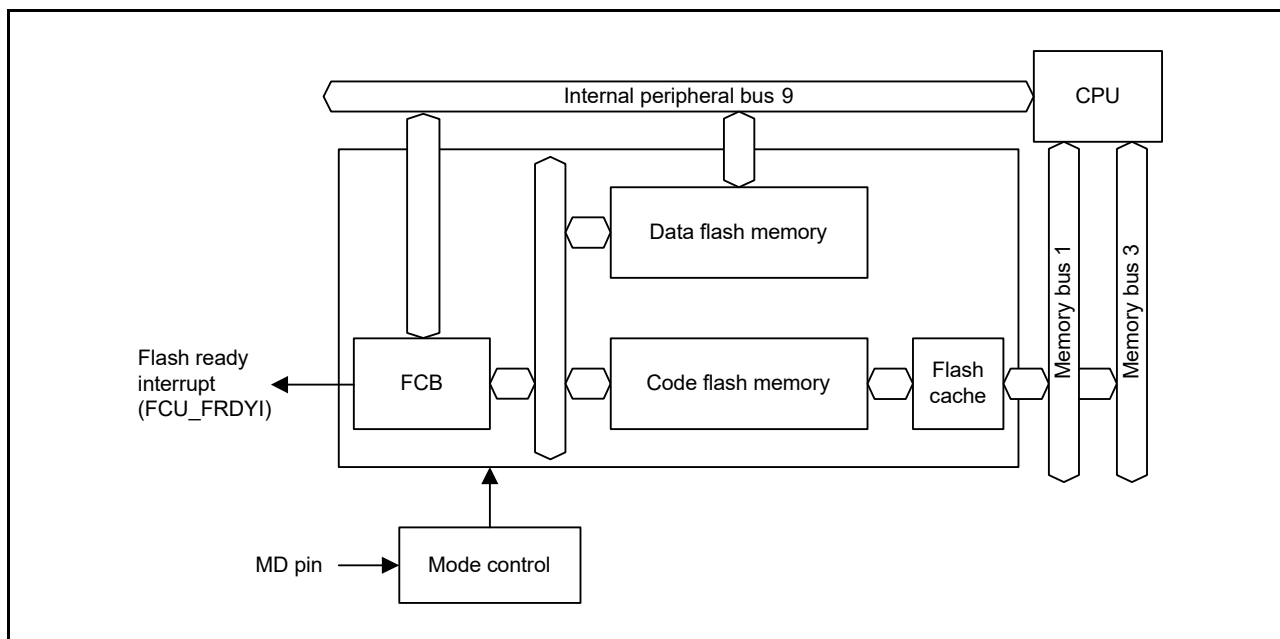 Internal peripheral bus 9
CPU
Data flash memory
Memory bus 1
Memory bus 3
Flash ready
interrupt
(FCU_FRDYI)
FCB
Code flash memory
Flash
cache
MD pin
Mode control